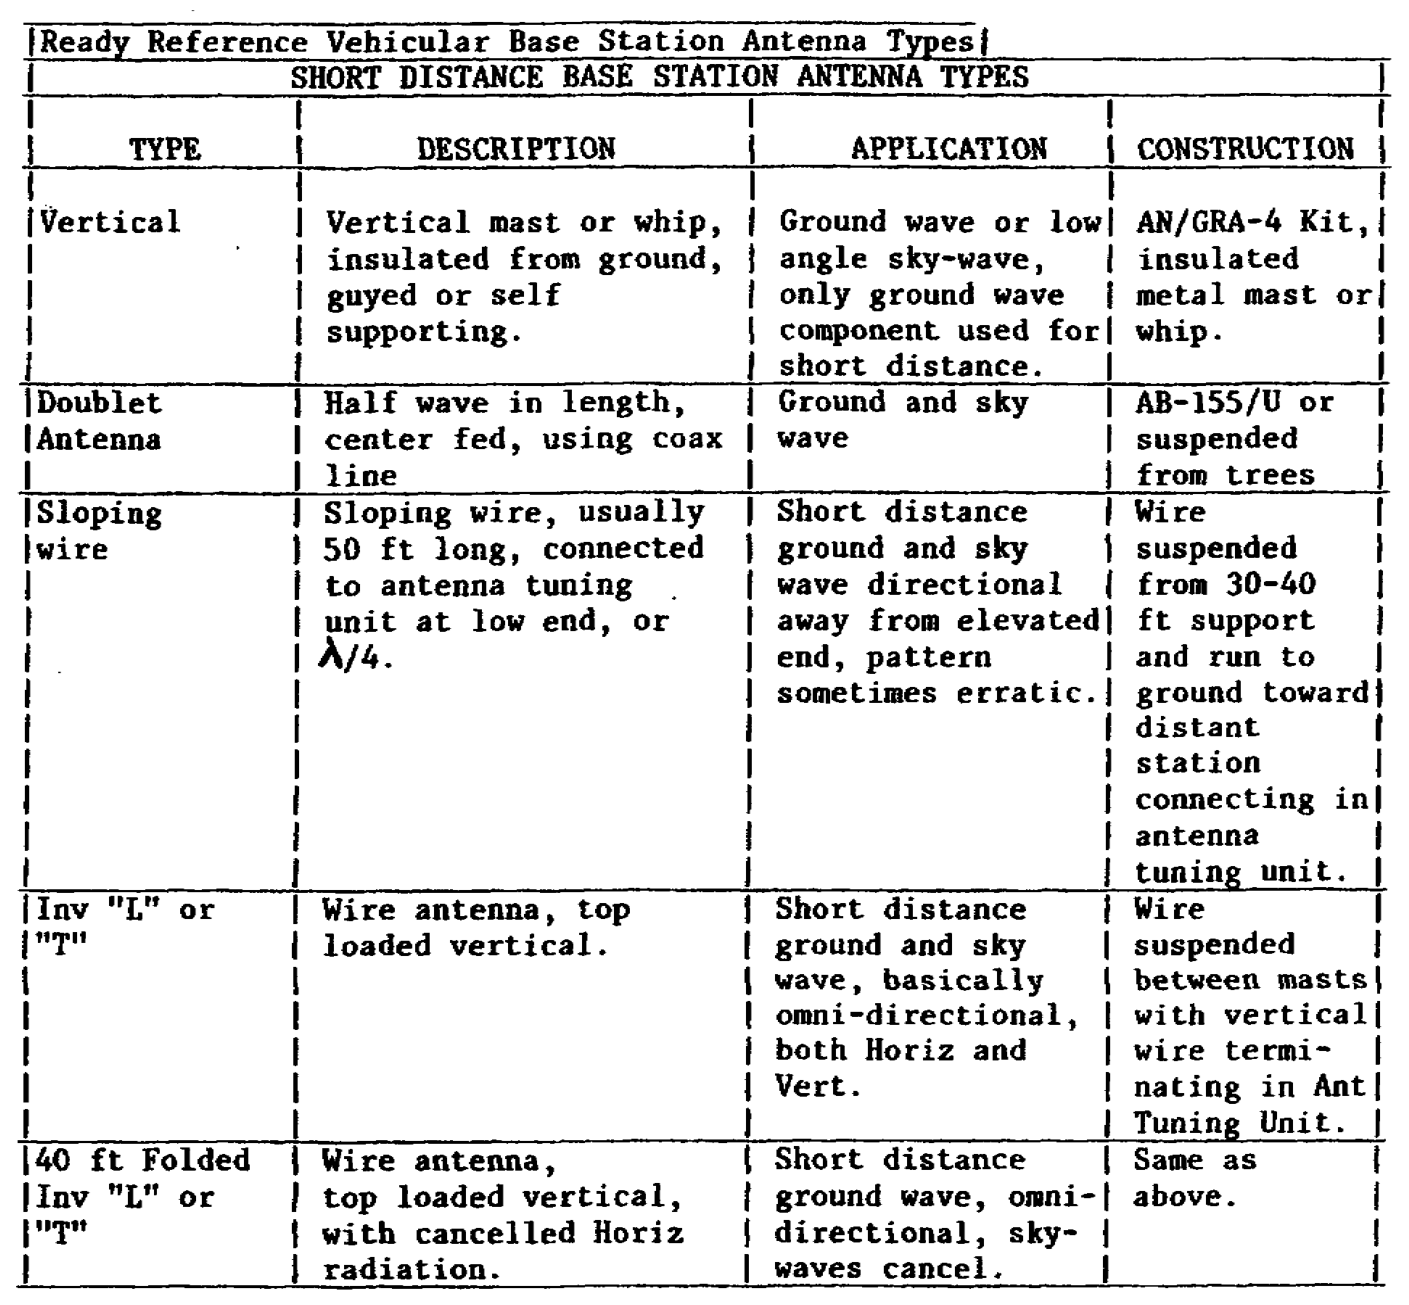 Ready Reference Vehicular Base Station Antenna Types
SHORT DISTANCE BASE STATION ANTENNA TYPES
TYPE DESCRIPTION APPLICATION CONSTRUCTION
Vertical Vertical mast or whip, Ground wave or low AN/GRA-4 Kit,
insulated from ground, angle sky-wave, insulated
guyed or self only ground wave metal mast or
supporting. component used for whip.
short distance.
Doublet Half wave in length, Ground and sky AB-155/U or
Antenna center fed, using coax wave suspended
line from trees
Sloping Sloping wire, usually Short distance Wire
wire 50 ft long, connected ground and sky suspended
to antenna tuning wave directional from 30-40
unit at low end, or away from elevated ft support
λ/4. end, pattern and run to
sometimes erratic. ground toward
distant
station
connecting in
antenna
tuning unit.
Inv "L" or Wire antenna, top Short distance Wire
"T" loaded vertical. ground and sky suspended
wave, basically between masts
omni-directional, with vertical
both Horiz and wire termi-
Vert. nating in Ant
Tuning Unit.
40 ft Folded Wire antenna, Short distance Same as
Inv "L" or top loaded vertical, ground wave, omni- above.
"T" with cancelled Horiz directional, sky-
radiation. waves cancel.